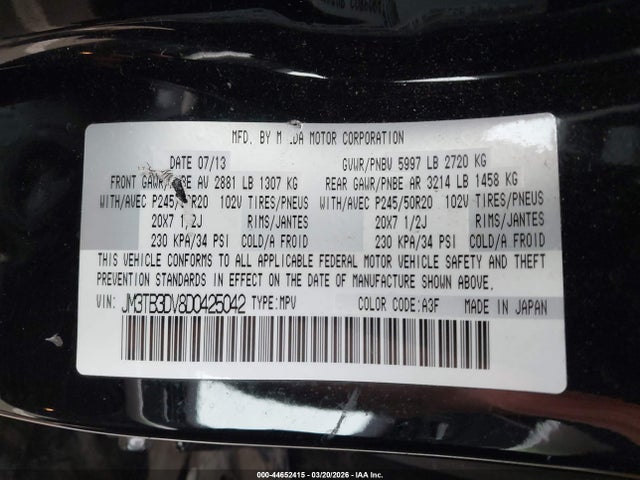 MFD. BY M DA MOTOR CORPORATION
DATE 07/13 GVWR/PNBV 5997 LB 2720 KG
FRONT GAWR/ BE AV 2881 LB 1307 KG REAR GAWR/PNBE AR 3214 LB 1458 KG
WITH/AVEC P245/ R20 102V TIRES/PNEUS WITH/AVEC P245/50R20 102V TIRES/PNEUS
20X7 1/2J RIMS/JANTES 20X7 1/2J RIMS/JANTES
230 KPA/34 PSI COLD/A FROID 230 KPA/34 PSI COLD/A FROID
THIS VEHICLE CONFORMS TO ALL APPLICABLE FEDERAL MOTOR VEHICLE SAFETY AND THEFT
PREVENTION STANDARDS IN EFFECT ON THE DATE OF MANUFACTURE SHOWN ABOVE.
VIN: JM3TB3DV8D0425042 TYPE:MPV COLOR CODE:A3F MADE IN JAPAN
000-44652415 - 03/20/2026 - IAA Inc.